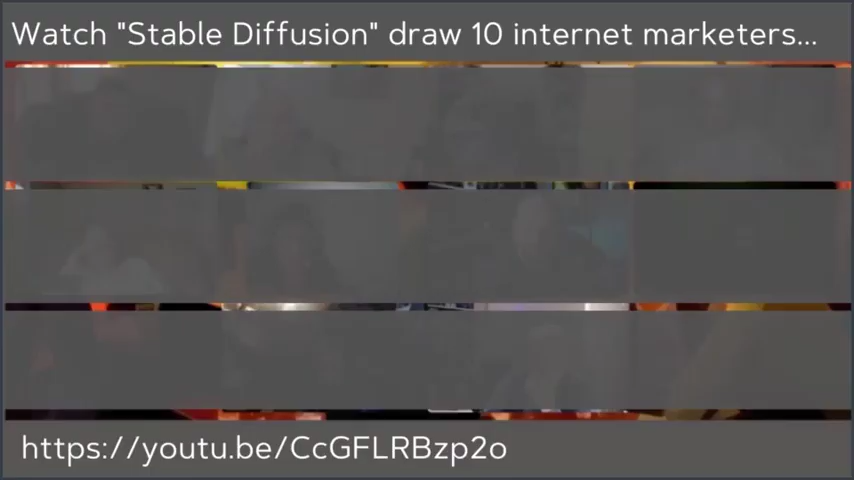 Watch "Stable Diffusion" draw 10 internet marketers...
https://youtu.be/CcGFLRBzp2o